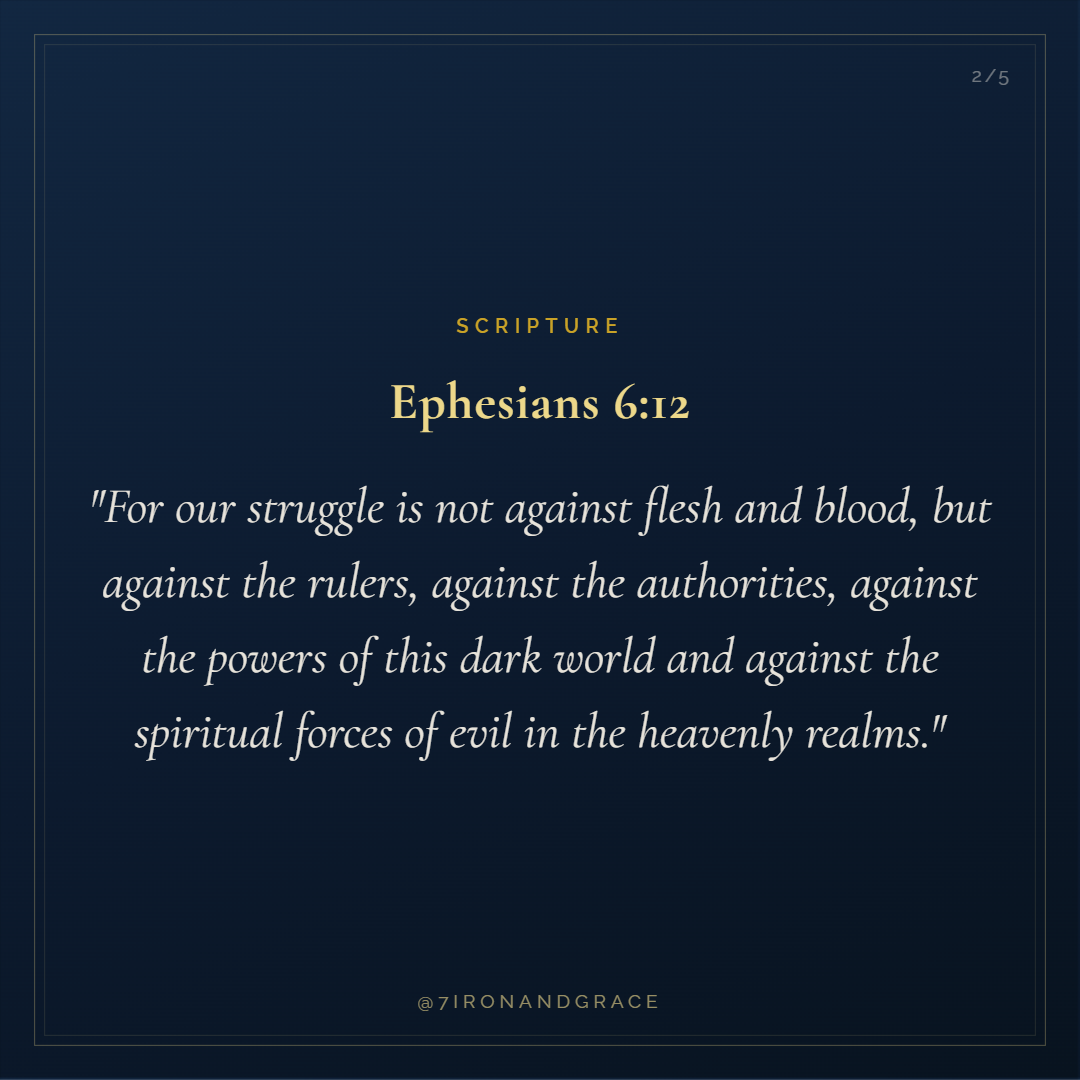 2/5
SCRIPTURE
Ephesians 6:12
"For our struggle is not against flesh and blood, but
against the rulers, against the authorities, against
the powers of this dark world and against the
spiritual forces of evil in the heavenly realms."
@7IRONANDGRACE